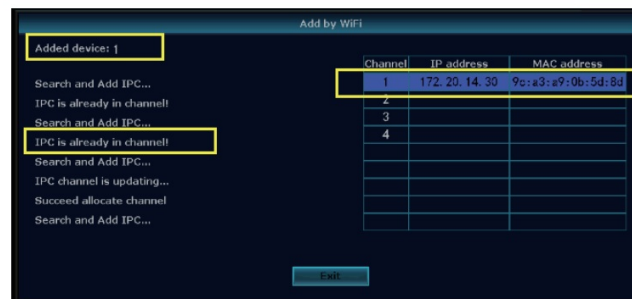 Add by WiFi
Added device: 1
Search and Add IPC...
IPC is already in channel!
Search and Add IPC...
IPC is already in channel!
Search and Add IPC...
IPC channel is updating...
Succeed allocate channel
Search and Add IPC...
Channel IP address MAC address
1 172.20.14.30 9c:a3:a9:0b:5d:8d
2
3
4
Exit